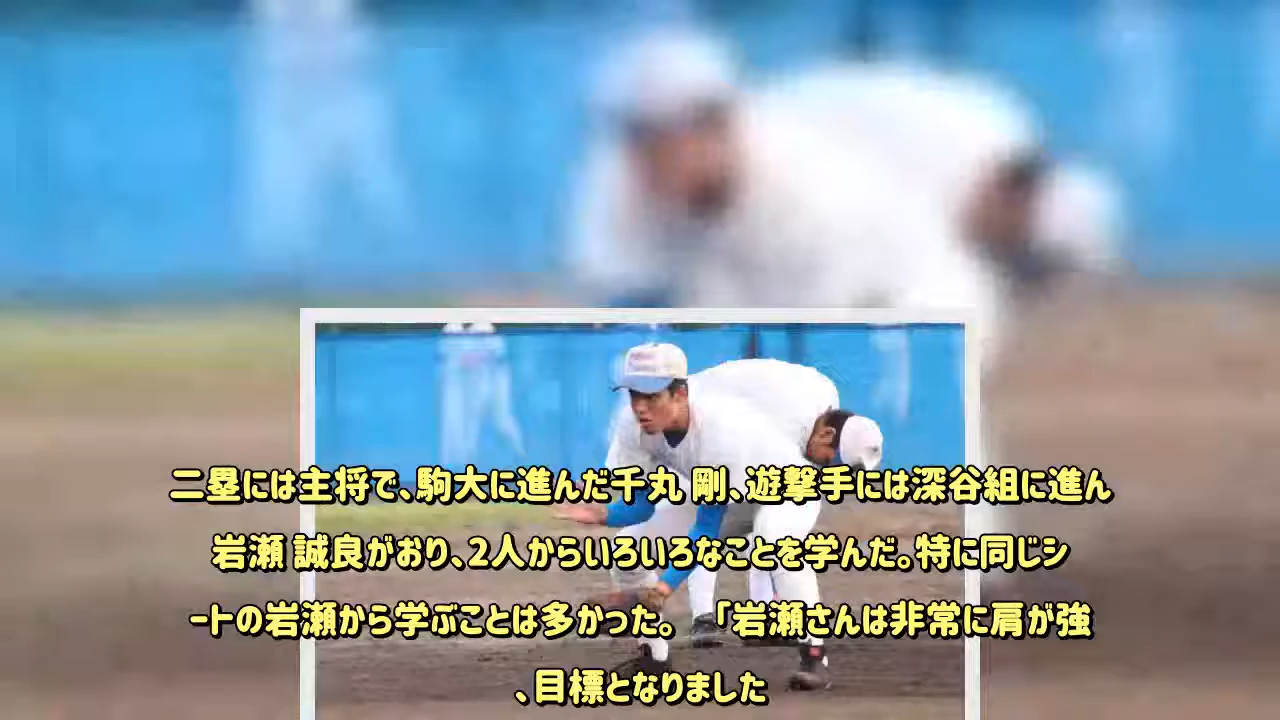 二塁には主将で、駒大に進んだ千丸 剛、遊撃手には深谷組に進ん
岩瀬 誠良がおり、2人からいろいろなことを学んだ。特に同じシ
ートの岩瀬から学ぶことは多かった。 「岩瀬さんは非常に肩が強
、目標となりました